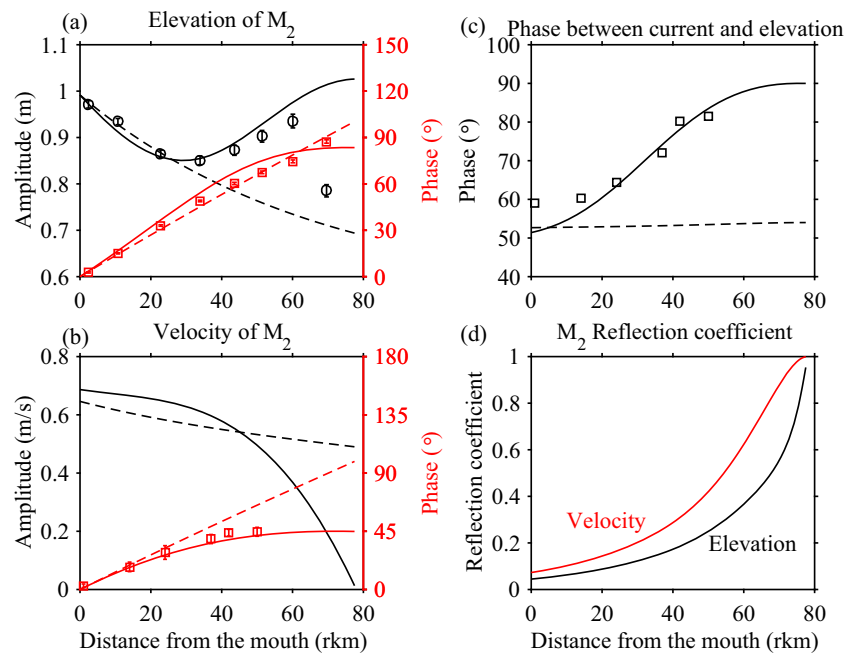 (a)
Elevation of M2
1.1
1
0.9
0.8
0.7
0.6
Amplitude (m)
150
120
90
60
30
0
Phase (°)
0 20 40 60 80
(c)
Phase between current and elevation
100
90
80
70
60
50
40
Phase (°)
0 20 40 60 80
(b)
Velocity of M2
0.8
0.6
0.4
0.2
0
Amplitude (m/s)
180
135
90
45
0
Phase (°)
0 20 40 60 80
Distance from the mouth (rkm)
(d)
M2 Reflection coefficient
1
0.8
0.6
0.4
0.2
0
Reflection coefficient
Velocity
Elevation
0 20 40 60 80
Distance from the mouth (rkm)